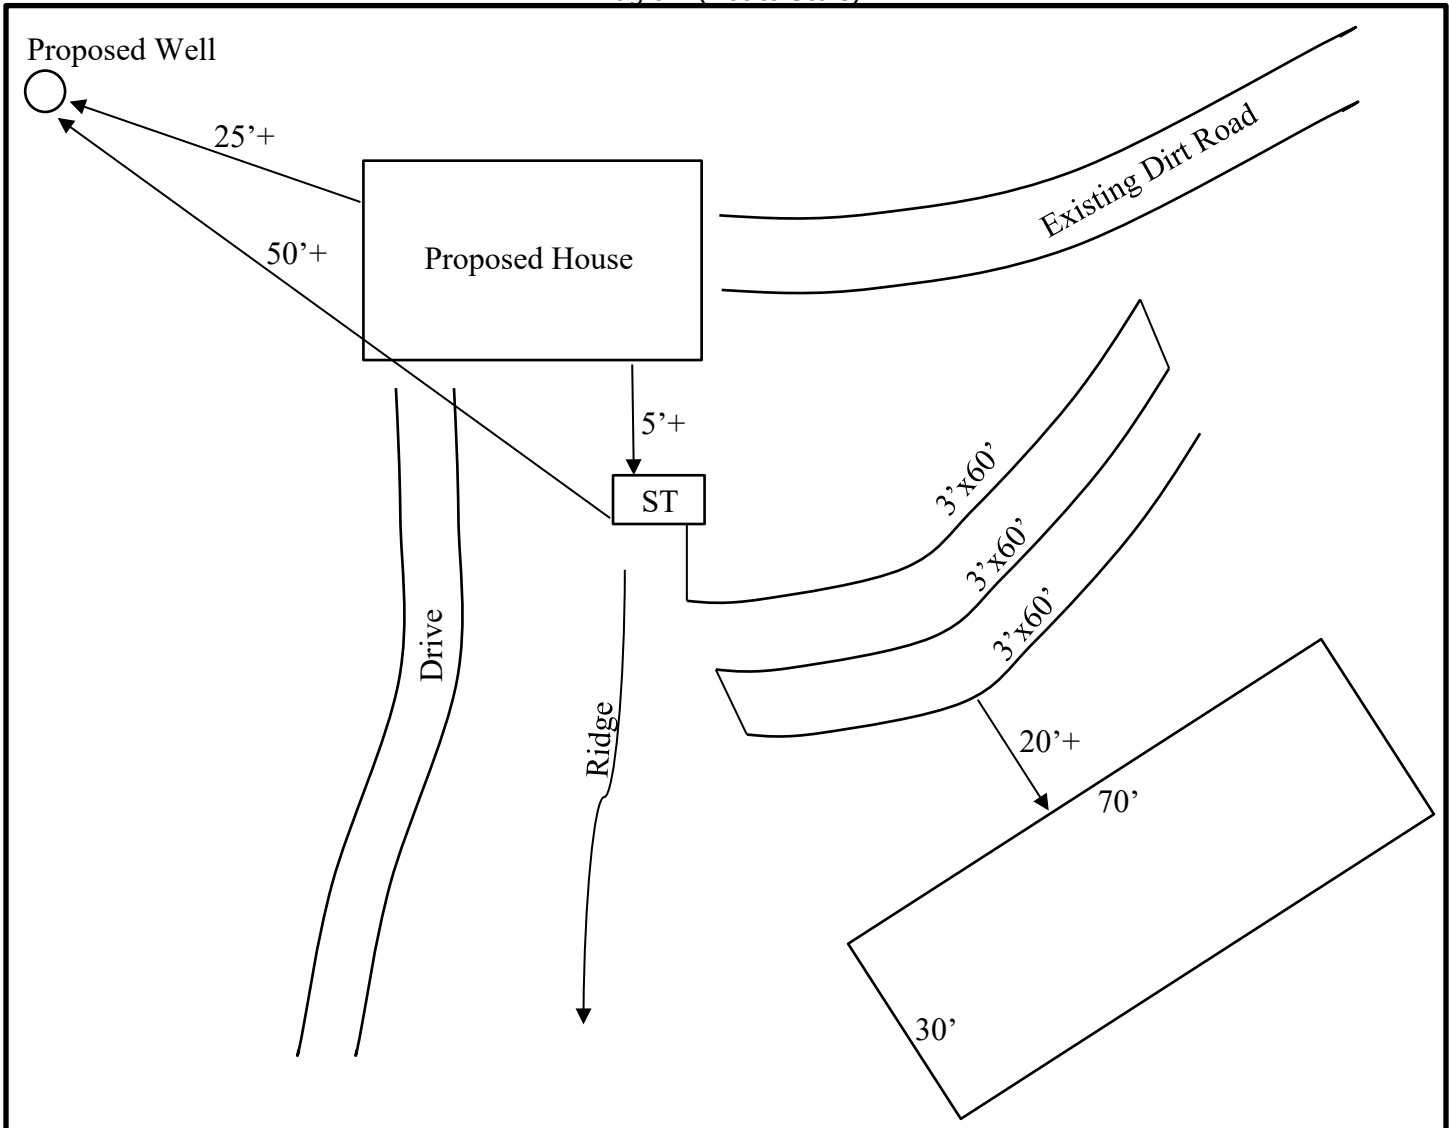 Proposed Well
25’+
Existing Dirt Road
50’+
Proposed House
5’+
ST
3’x60’
3’x60’
3’x60’
Drive
Ridge
20’+
70’
30’